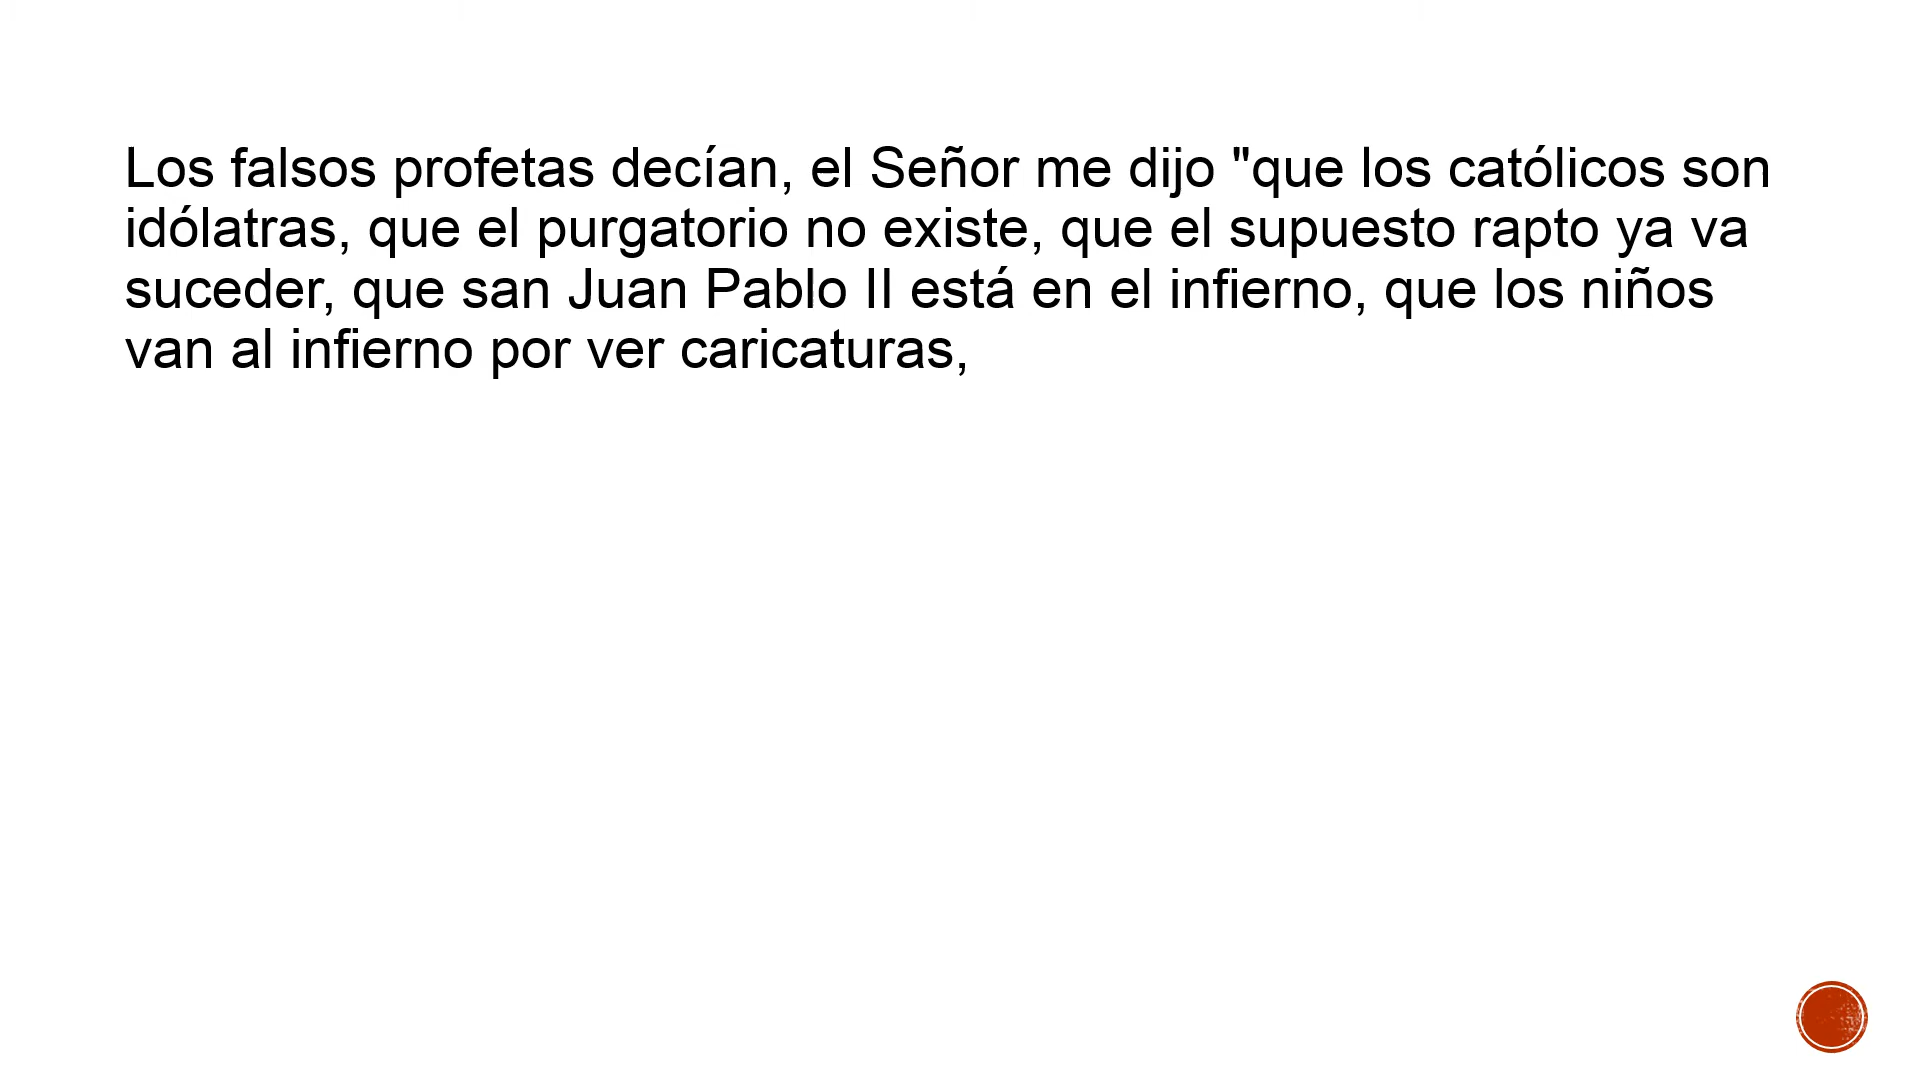 Los falsos profetas decían, el Señor me dijo "que los católicos son
idólatras, que el purgatorio no existe, que el supuesto rapto ya va
suceder, que san Juan Pablo II está en el infierno, que los niños
van al infierno por ver caricaturas,